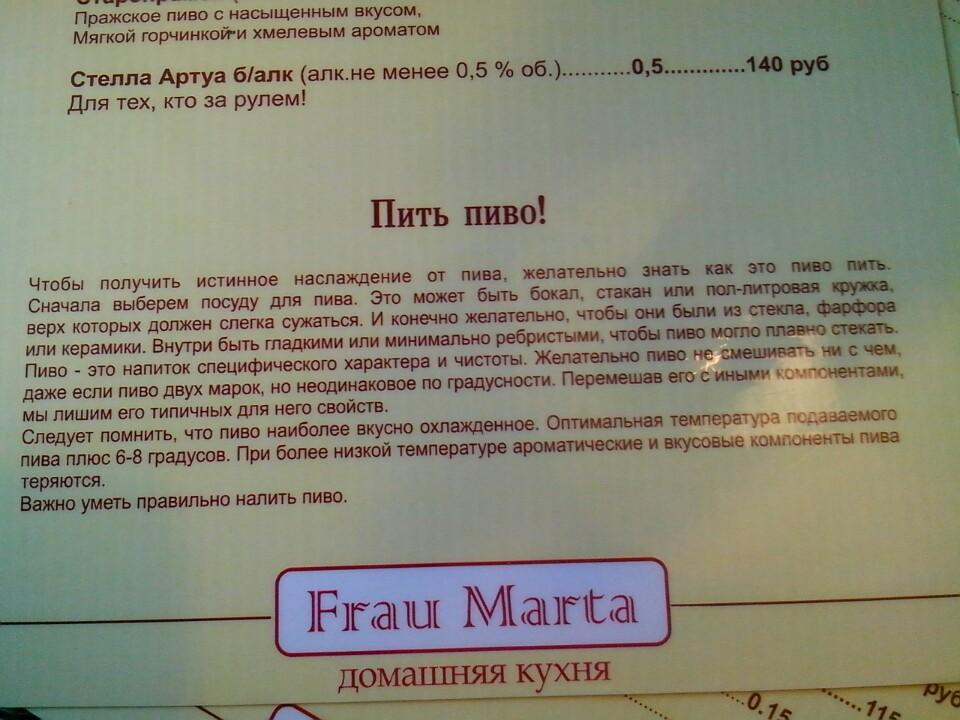 Пражское пиво с насыщенным вкусом,
Мягкой горчинкой и хмелевым ароматом
Стелла Артуа б/алк (алк.не менее 0,5 % об.)...........0,5.............140 руб
Для тех, кто за рулем!
Пить пиво!
Чтобы получить истинное наслаждение от пива, желательно знать как это пиво пить.
Сначала выберем посуду для пива. Это может быть бокал, стакан или пол-литровая кружка,
верх которых должен слегка сужаться. И конечно желательно, чтобы они были из стекла, фарфора
или керамики. Внутри быть гладкими или минимально ребристыми, чтобы пиво могло плавно стекать.
Пиво - это напиток специфического характера и чистоты. Желательно пиво не смешивать ни с чем,
даже если пиво двух марок, но неодинаковое по градусности. Перемешав его с иными компонентами,
мы лишим его типичных для него свойств.
Следует помнить, что пиво наиболее вкусно охлажденное. Оптимальная температура подаваемого
пива плюс 6-8 градусов. При более низкой температуре ароматические и вкусовые компоненты пива
теряются.
Важно уметь правильно налить пиво.
Frau Marta
домашняя кухня
0.15......115 руб